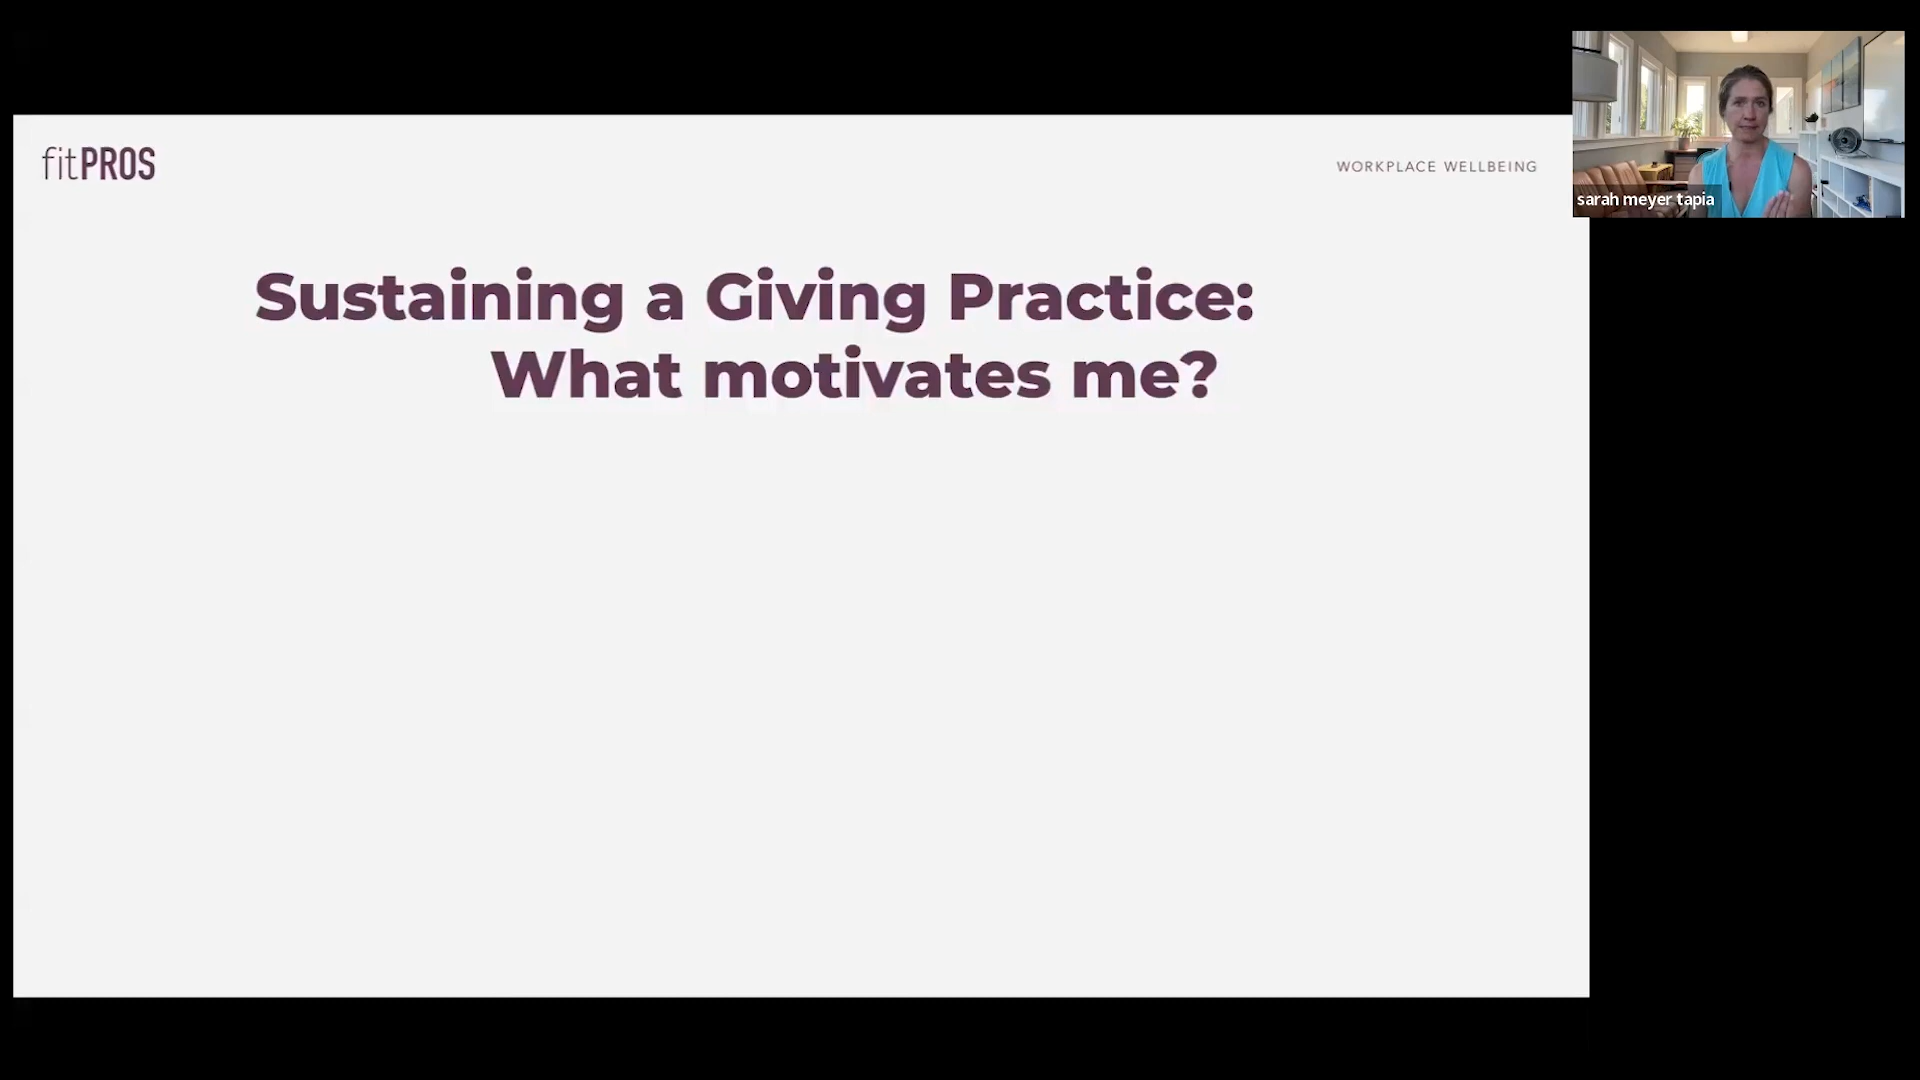 fitPROS
WORKPLACE WELLBEING
sarah meyer tapia
Sustaining a Giving Practice:
What motivates me?